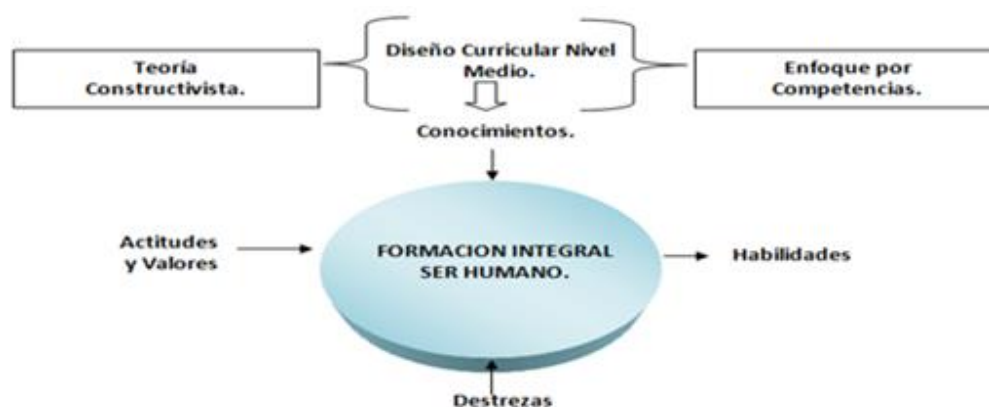 Teoría
Constructivista.
Diseño Curricular Nivel
Medio.
Enfoque por
Competencias.
Conocimientos.
Actitudes
y Valores
FORMACION INTEGRAL
SER HUMANO.
Habilidades
Destrezas